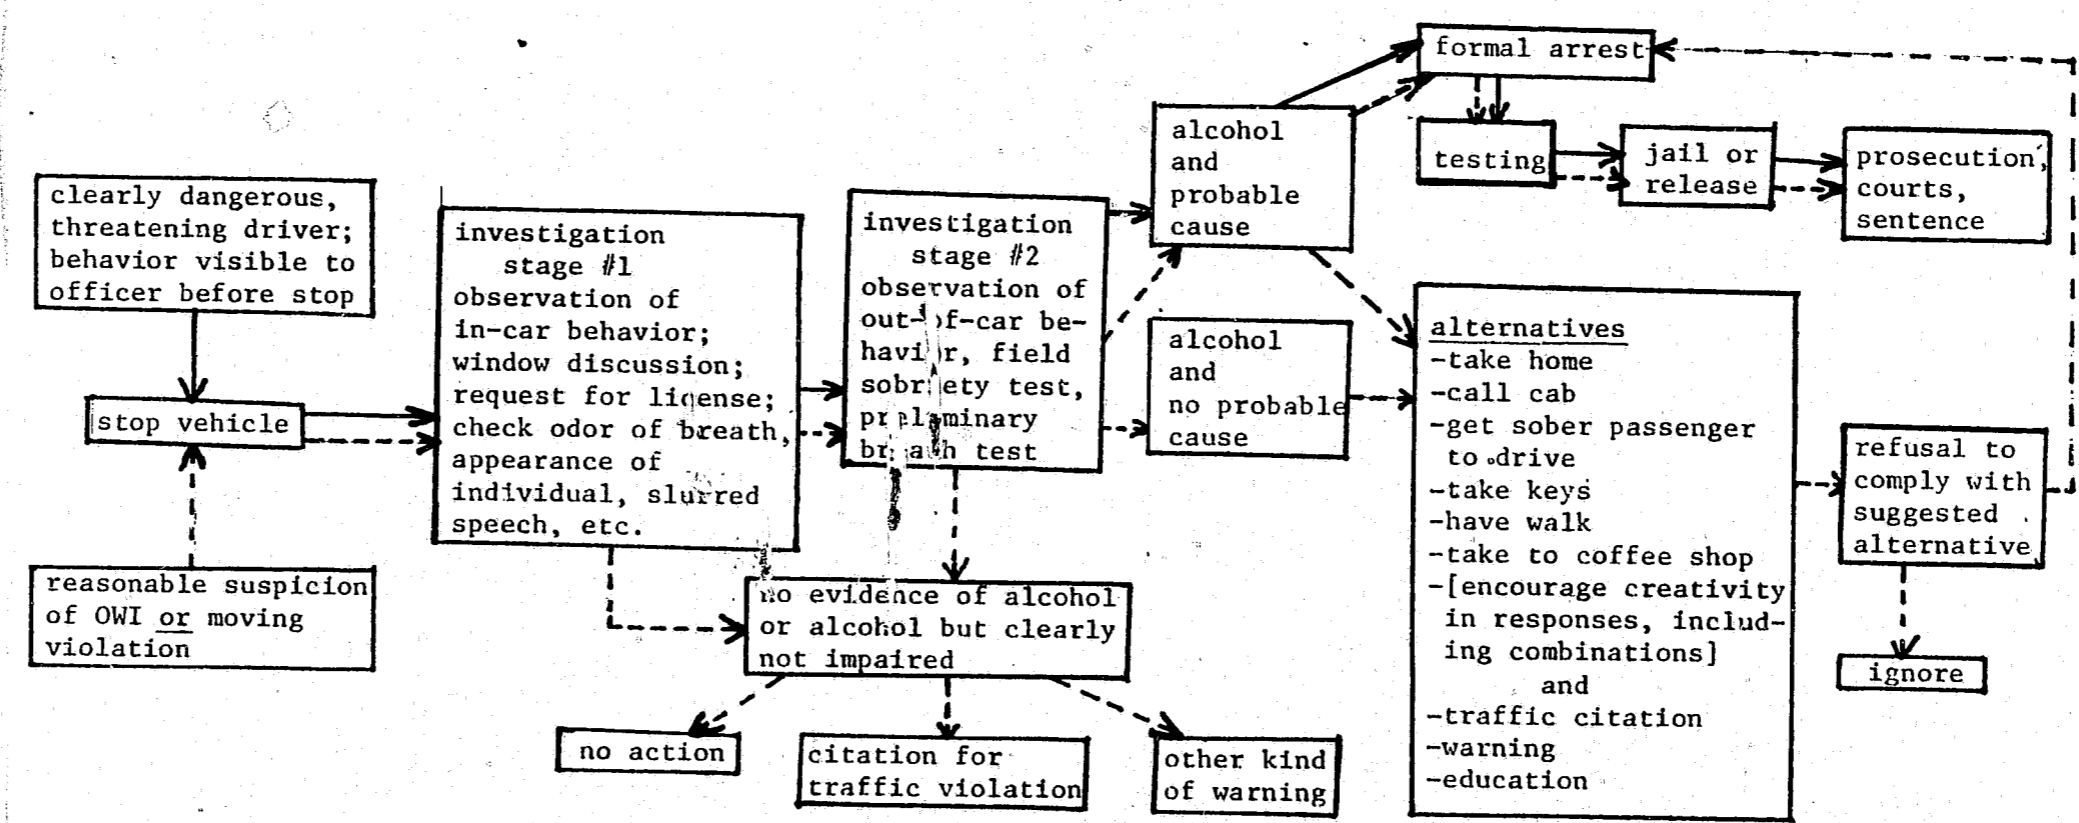 clearly dangerous,
threatening driver;
behavior visible to
officer before stop
stop vehicle
reasonable suspicion
of OWI or moving
violation
investigation
stage #1
observation of
in-car behavior;
window discussion;
request for license;
check odor of breath,
appearance of
individual, slurred
speech, etc.
investigation
stage #2
observation of
out-of-car be-
havior, field
sobriety test,
preliminary
breath test
no evidence of alcohol
or alcohol but clearly
not impaired
no action
citation for
traffic violation
other kind
of warning
alcohol
and
probable
cause
alcohol
and
no probable
cause
formal arrest
testing
jail or
release
prosecution,
courts,
sentence
alternatives
-take home
-call cab
-get sober passenger
to drive
-take keys
-have walk
-take to coffee shop
-[encourage creativity
in responses, includ-
ing combinations]
and
-traffic citation
-warning
-education
refusal to
comply with
suggested
alternative
ignore